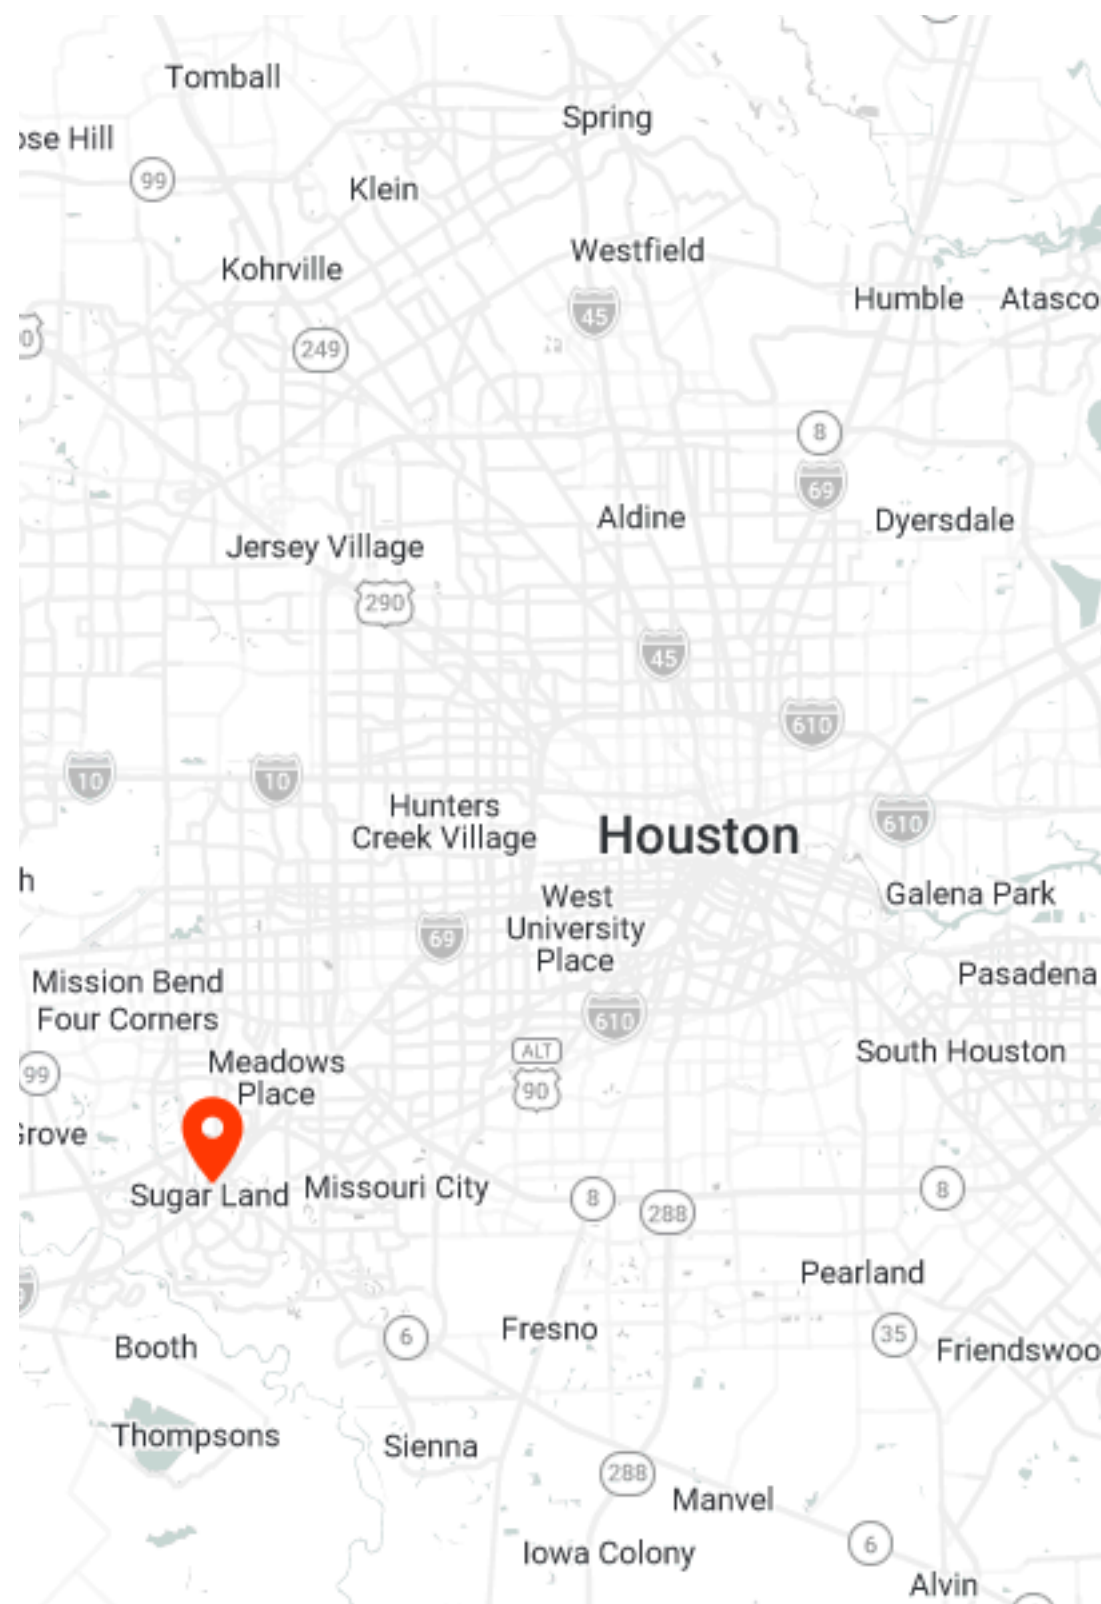 Tomball
Spring
ose Hill
99
Klein
Westfield
Kohrville
Humble
Atasco
45
249
8
69
Aldine
Dyersdale
Jersey Village
290
45
610
10
10
Hunters
Creek Village
Houston
610
h
Galena Park
West
University
Place
69
Mission Bend
Pasadena
Four Corners
610
Meadows
Place
ALT
90
South Houston
99
Grove
Sugar Land
Missouri City
8
288
8
Pearland
Fresno
6
35
Booth
Friendswoo
Thompsons
Sienna
288
Manvel
6
Iowa Colony
Alvin